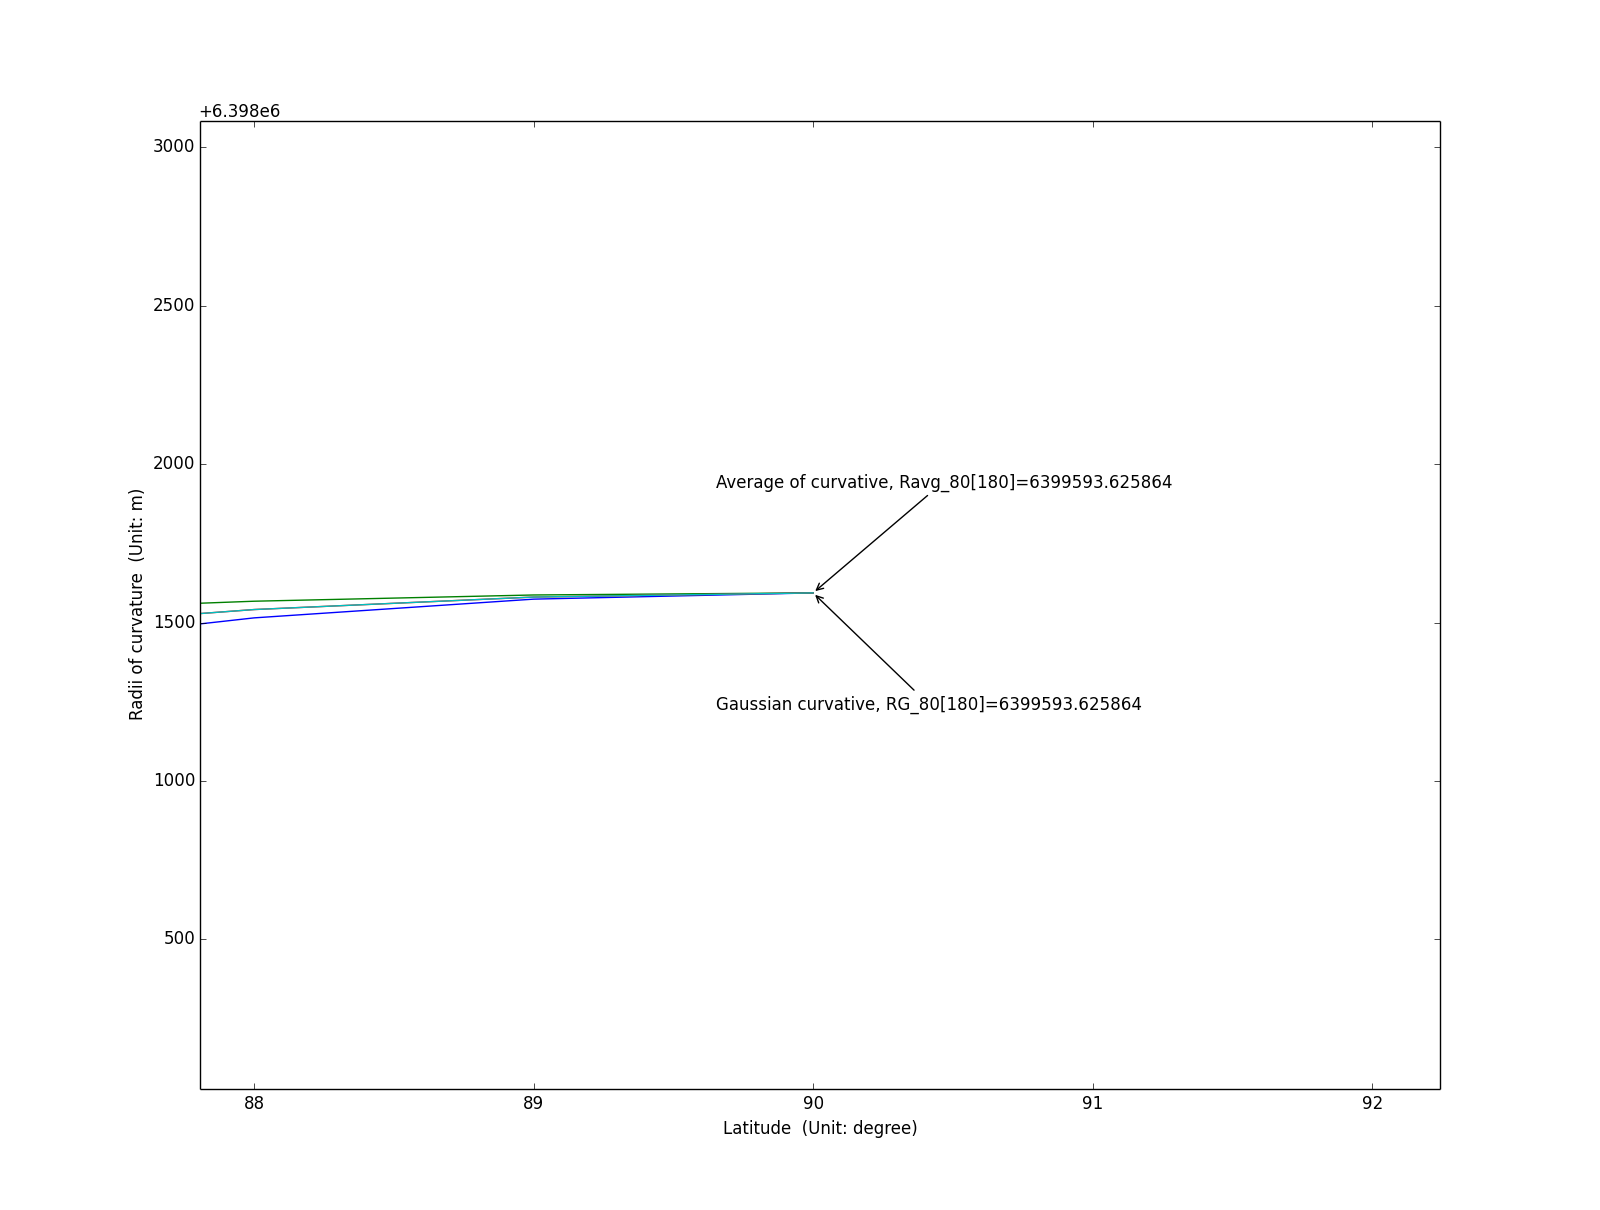 +6.398e6
3000
2500
2000
1500
1000
500
Radii of curvature  (Unit: m)
Average of curvative, Ravg_80[180]=6399593.625864
Gaussian curvative, RG_80[180]=6399593.625864
88 89 90 91 92
Latitude  (Unit: degree)